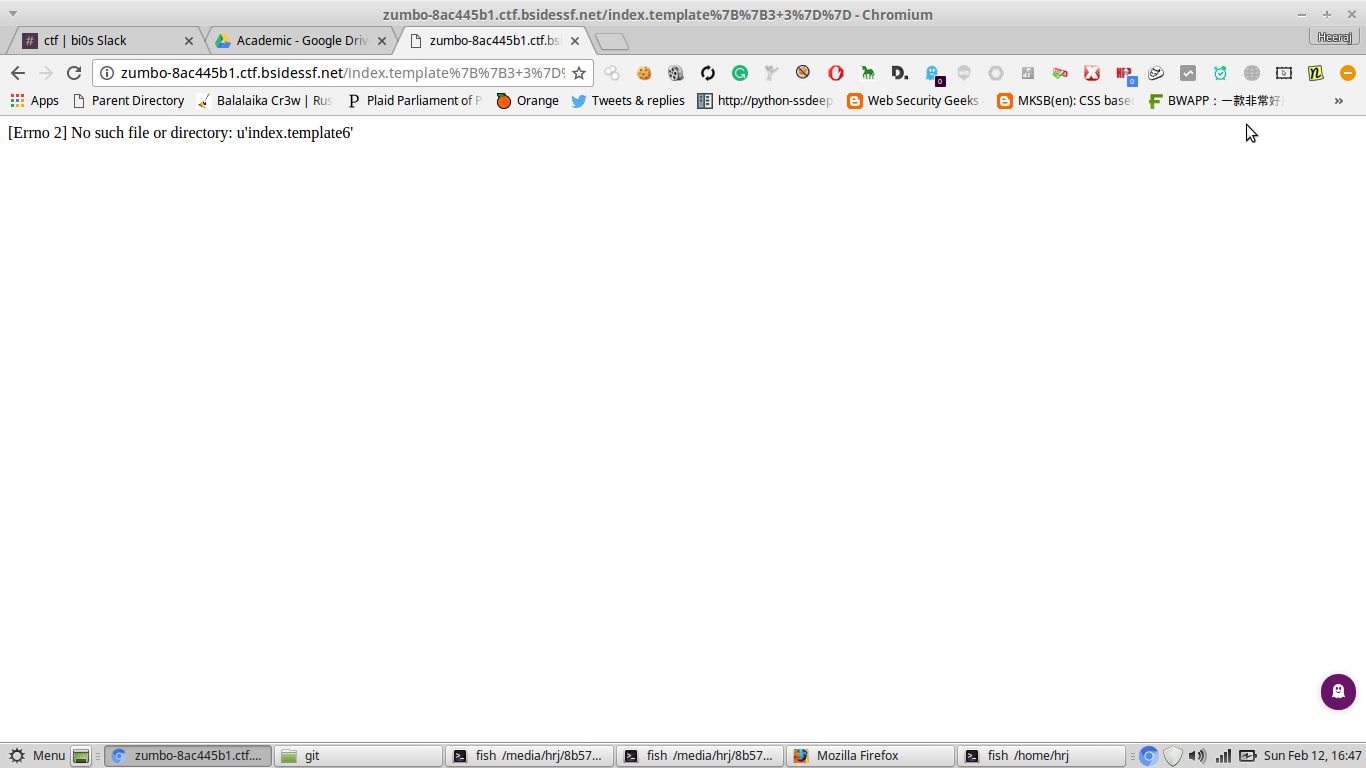 zumbo-8ac445b1.ctf.bsidessf.net/index.template%7B%7B3+3%7D%7D - Chromium
ctf | bi0s Slack
Academic - Google Driv
zumbo-8ac445b1.ctf.bs
Heeraj
zumbo-8ac445b1.ctf.bsidessf.net/index.template%7B%7B3+3%7D%
0
0
Apps
Parent Directory
Balalaika Cr3w | Rus
Plaid Parliament of P
Orange
Tweets & replies
http://python-ssdeep
Web Security Geeks
MKSB(en): CSS base
BWAPP：一款非常好
»
[Errno 2] No such file or directory: u'index.template6'
Menu
zumbo-8ac445b1.ctf....
git
fish /media/hrj/8b57...
fish /media/hrj/8b57...
Mozilla Firefox
fish /home/hrj
Sun Feb 12, 16:47